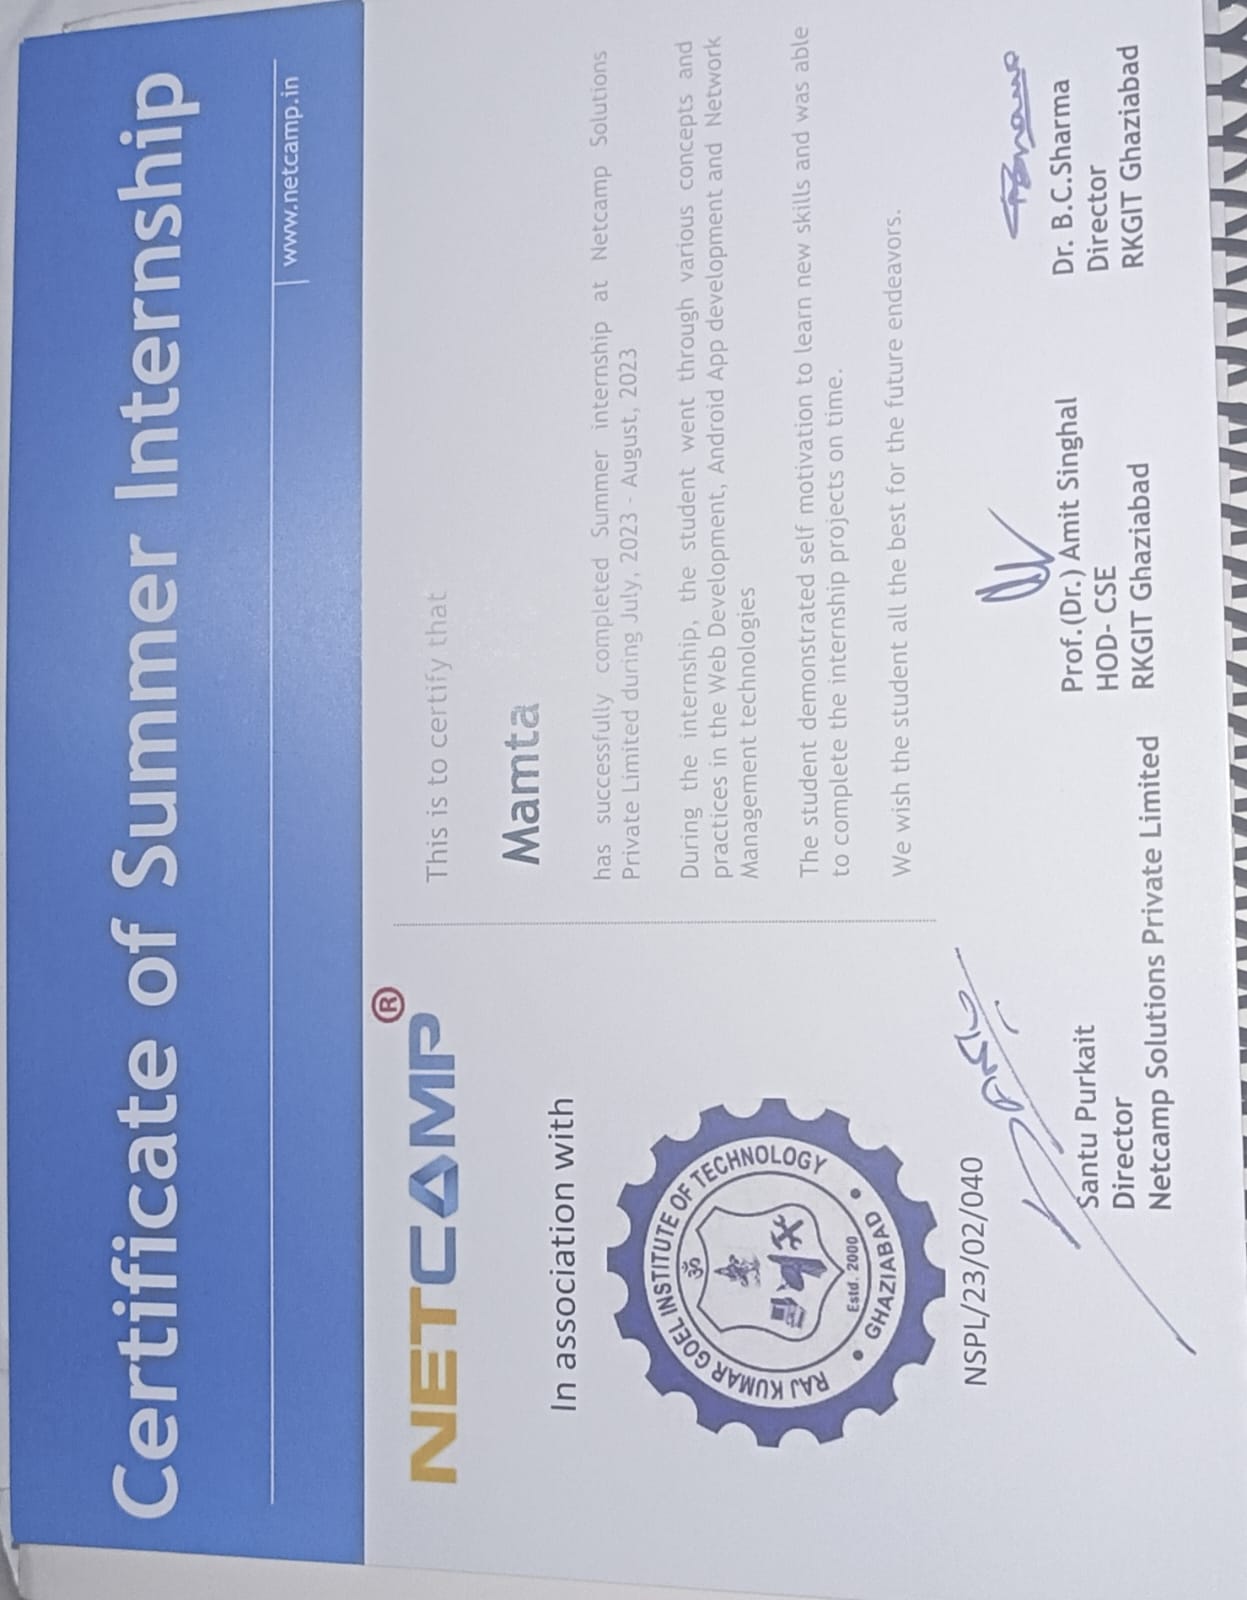 Certificate of Summer Internship
www.netcamp.in
NETCAMP®
In association with
RAJ KUMAR GOEL INSTITUTE OF TECHNOLOGY
ॐ
Estd. 2000
GHAZIABAD
NSPL/23/02/040
This is to certify that
Mamta
has successfully completed Summer internship at Netcamp Solutions
Private Limited during July, 2023 - August, 2023
During the internship, the student went through various concepts and
practices in the Web Development, Android App development and Network
Management technologies
The student demonstrated self motivation to learn new skills and was able
to complete the internship projects on time.
We wish the student all the best for the future endeavors.
Santu Purkait
Director
Netcamp Solutions Private Limited
Prof.(Dr.) Amit Singhal
HOD- CSE
RKGIT Ghaziabad
Dr. B.C.Sharma
Director
RKGIT Ghaziabad